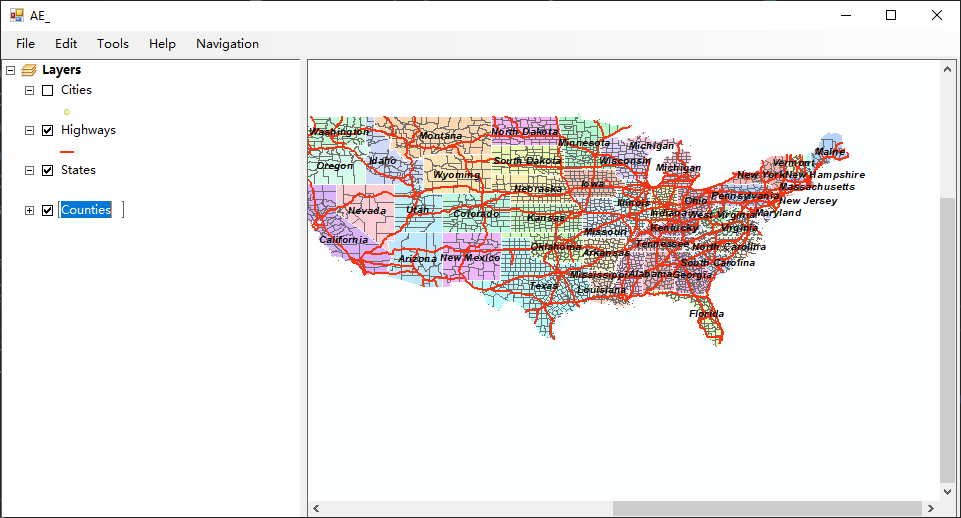 AE_
File Edit Tools Help Navigation
Layers
Cities
Highways
States
Counties
Washington
Montana
North Dakota
Minnesota
Michigan
Maine
Oregon
Idaho
South Dakota
Wisconsin
Michigan
Vermont
Wyoming
New York
New Hampshire
Iowa
Massachusetts
Nebraska
Pennsylvania
Ohio
New Jersey
Nevada
Utah
Colorado
Kansas
Illinois
Indiana
West Virginia
Maryland
California
Missouri
Kentucky
Virginia
Tennessee
North Carolina
Oklahoma
Arkansas
Arizona
New Mexico
South Carolina
Mississippi
Alabama
Georgia
Texas
Louisiana
Florida